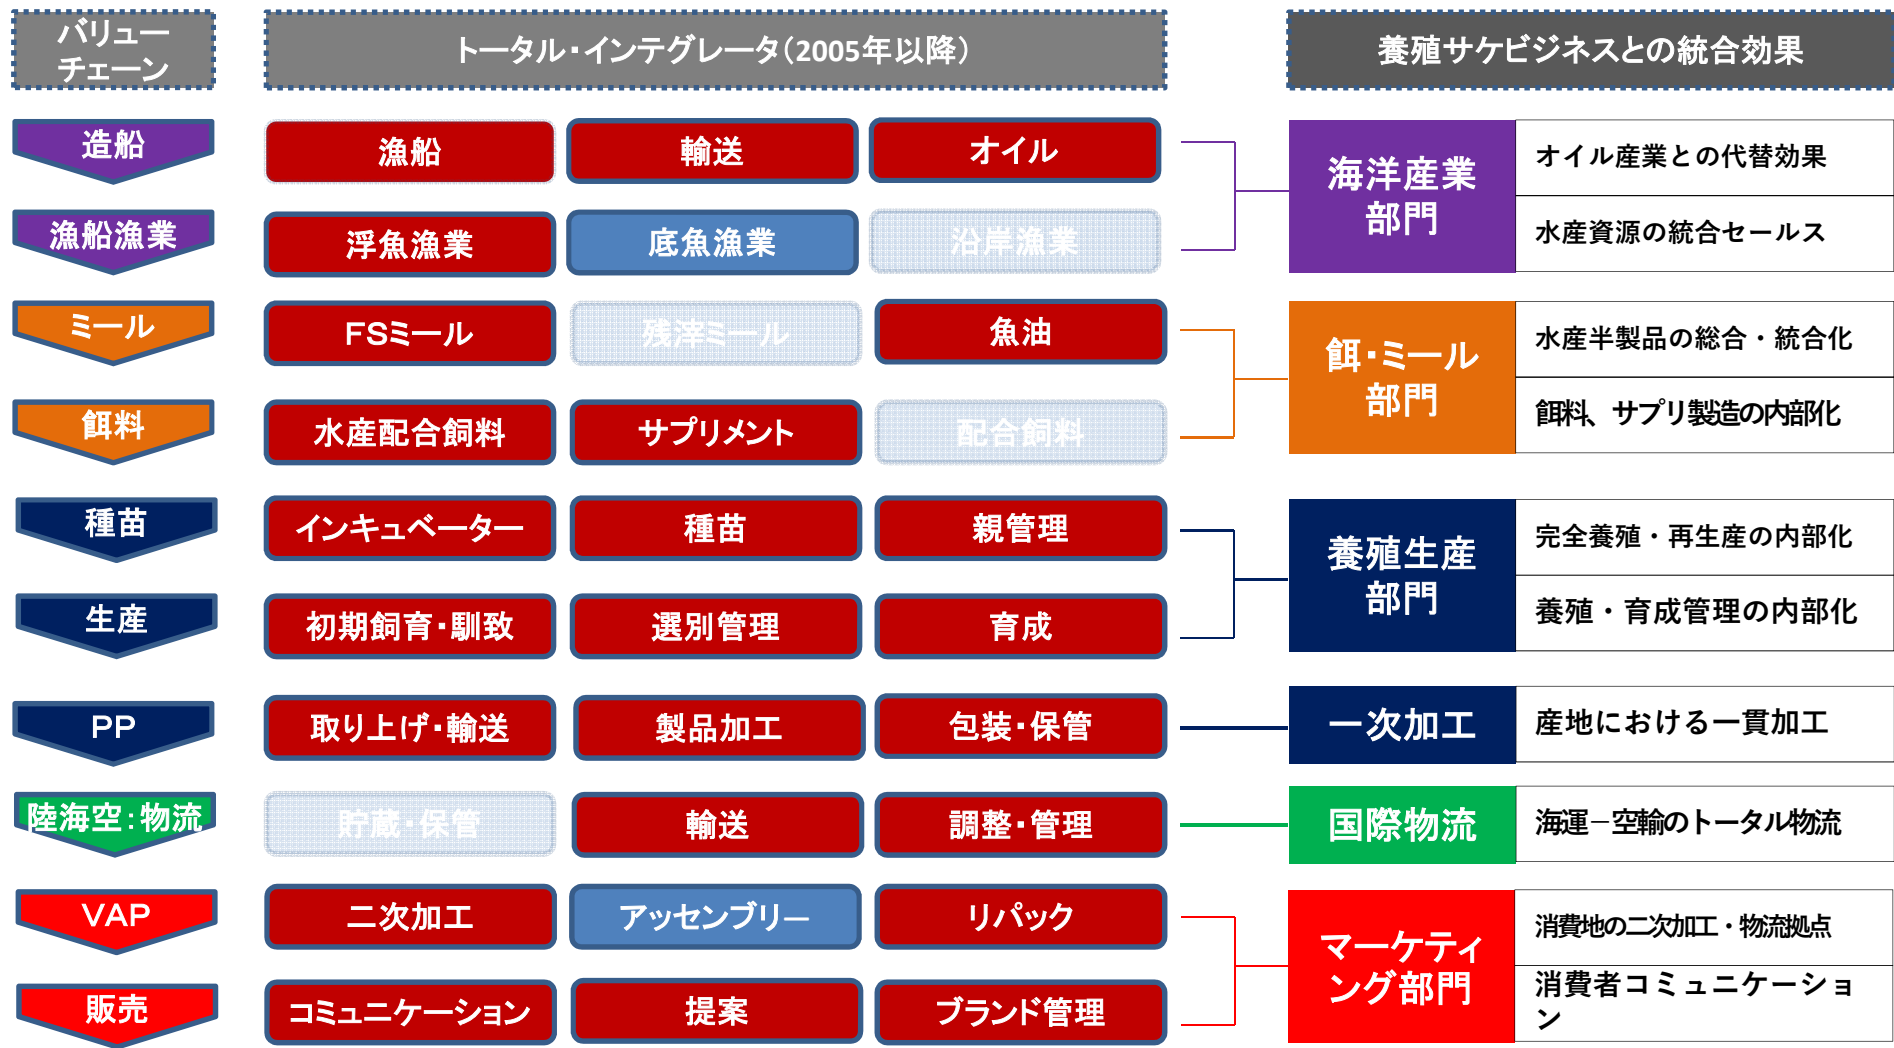 バリュー
チェーン
トータル・インテグレータ（2005年以降）
養殖サケビジネスとの統合効果
造船
漁船
輸送
オイル
漁船漁業
浮魚漁業
底魚漁業
沿岸漁業
海洋産業
部門
オイル産業との代替効果
水産資源の統合セールス
ミール
FSミール
残滓ミール
魚油
餌料
水産配合飼料
サプリメント
配合飼料
餌・ミール
部門
水産半製品の総合・統合化
餌料、サプリ製造の内部化
種苗
インキュベーター
種苗
親管理
生産
初期飼育・馴致
選別管理
育成
養殖生産
部門
完全養殖・再生産の内部化
養殖・育成管理の内部化
PP
取り上げ・輸送
製品加工
包装・保管
一次加工
産地における一貫加工
陸海空：物流
貯蔵・保管
輸送
調整・管理
国際物流
海運－空輸のトータル物流
VAP
二次加工
アッセンブリー
リパック
販売
コミュニケーション
提案
ブランド管理
マーケティ
ング部門
消費地の二次加工・物流拠点
消費者コミュニケーショ
ン